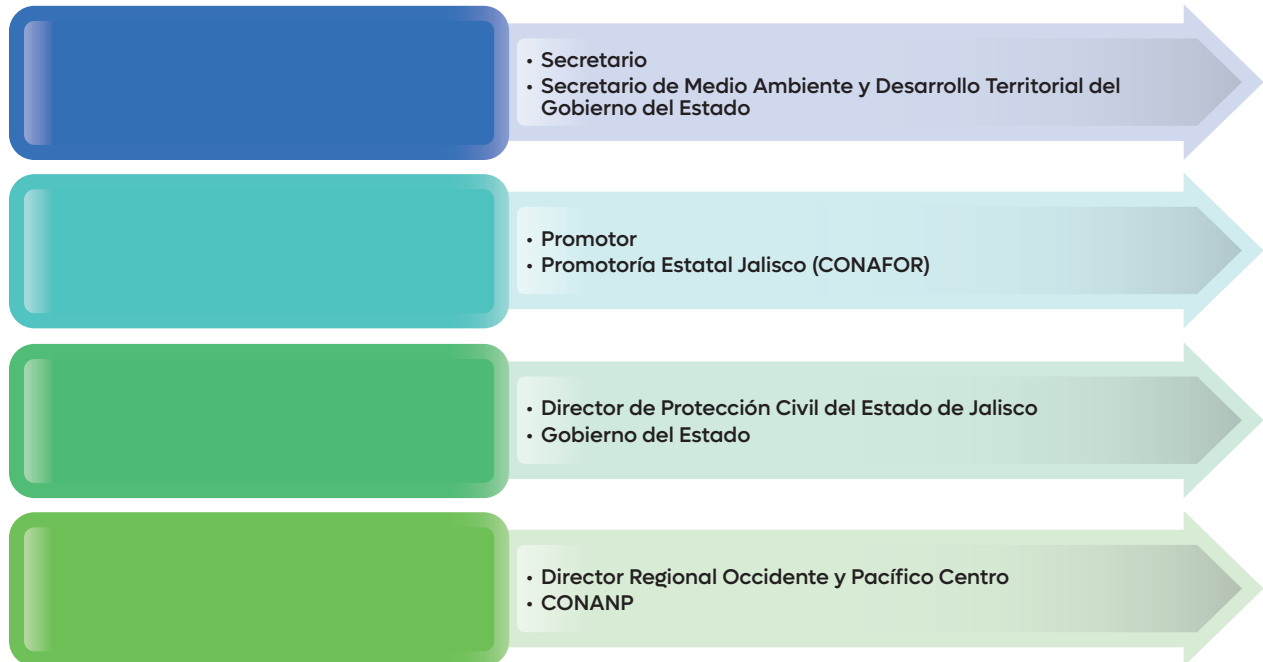 • Secretario
• Secretario de Medio Ambiente y Desarrollo Territorial del
Gobierno del Estado
• Promotor
• Promotoría Estatal Jalisco (CONAFOR)
• Director de Protección Civil del Estado de Jalisco
• Gobierno del Estado
• Director Regional Occidente y Pacífico Centro
• CONANP